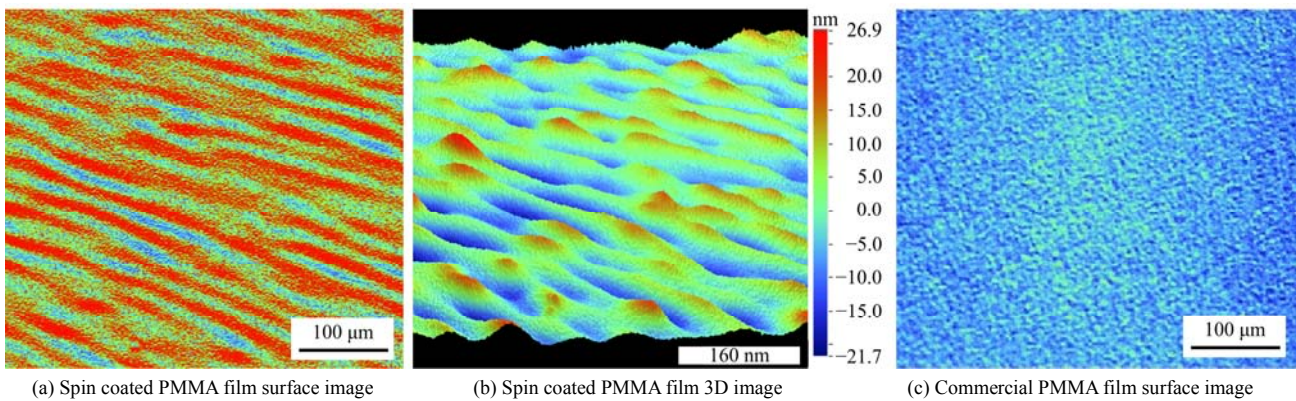 nm
26.9
20.0
15.0
10.0
5.0
0.0
−5.0
−10.0
−15.0
−21.7
100 μm
160 nm
100 μm
(a) Spin coated PMMA film surface image
(b) Spin coated PMMA film 3D image
(c) Commercial PMMA film surface image